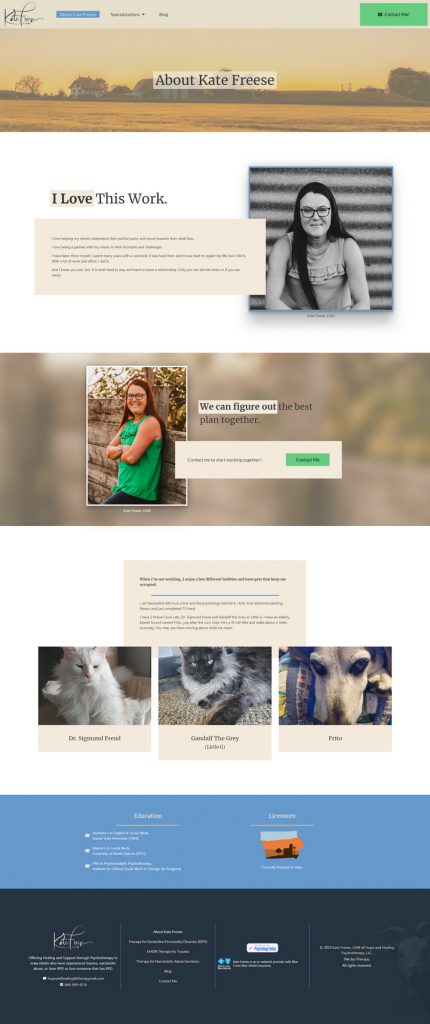 Kate Freese
About Kate Freese
Specializations
Blog
Contact Me!
About Kate Freese
I Love This Work.
I love helping my clients understand their painful pasts, and move towards their ideal lives.
I love being a partner with my clients in their triumphs and challenges.
I have been there myself. I spent many years with a narcissist. It was hard then, and it was hard to regain my life, but I did it.
With a lot of work and effort, I did it.
And I know you can, too. It is both hard to stay and hard to leave a relationship. Only you can decide when or if you are
ready.
Kate Freese, LISW
We can figure out the best
plan together.
Contact me to start working together!
Contact Me
Kate Freese, LISW
When I'm not working, I enjoy a few different hobbies and have pets that keep me
occupied.
I am fascinated with true crime and the psychology behind it. I knit, love diamond painting
fitness and just completed 75 Hard.
I have 2 Maine Coon cats, Dr. Sigmund Freud and Gandalf the Grey or Little G. I have an elderly
basset hound named Frito, yup after the corn chip! He's a fit old fella and walks about 2 miles
everyday! You may see them moving about while we meet!
Dr. Sigmund Freud
Gandalf The Grey
(Little G)
Frito
Education
Bachelor's in English & Social Work,
Buena Vista University (1994)
Master's in Social Work,
University of North Dakota (2015)
PhD in Psychoanalytic Psychotherapy,
Institute for Clinical Social Work in Chicago (In Progress)
Licensure
Currently licensed in Iowa.
Kate Freese
Offering Healing and Support through Psychotherapy to
Iowa Adults who have experienced trauma, narcissistic
abuse, or have BPD or love someone that has BPD.
About Kate Freese
Therapy for Borderline Personality Disorder (BPD)
EMDR Therapy for Trauma
Therapy for Narcissistic Abuse Survivors
Blog
Contact Me
Psychology Today
Kate Freese is an in-network provider with Blue
Cross Blue Shield insurance.
© 2023 Kate Freese, LISW of Hope and Healing
Psychotherapy, LLC.
Site by
All rights reserved.